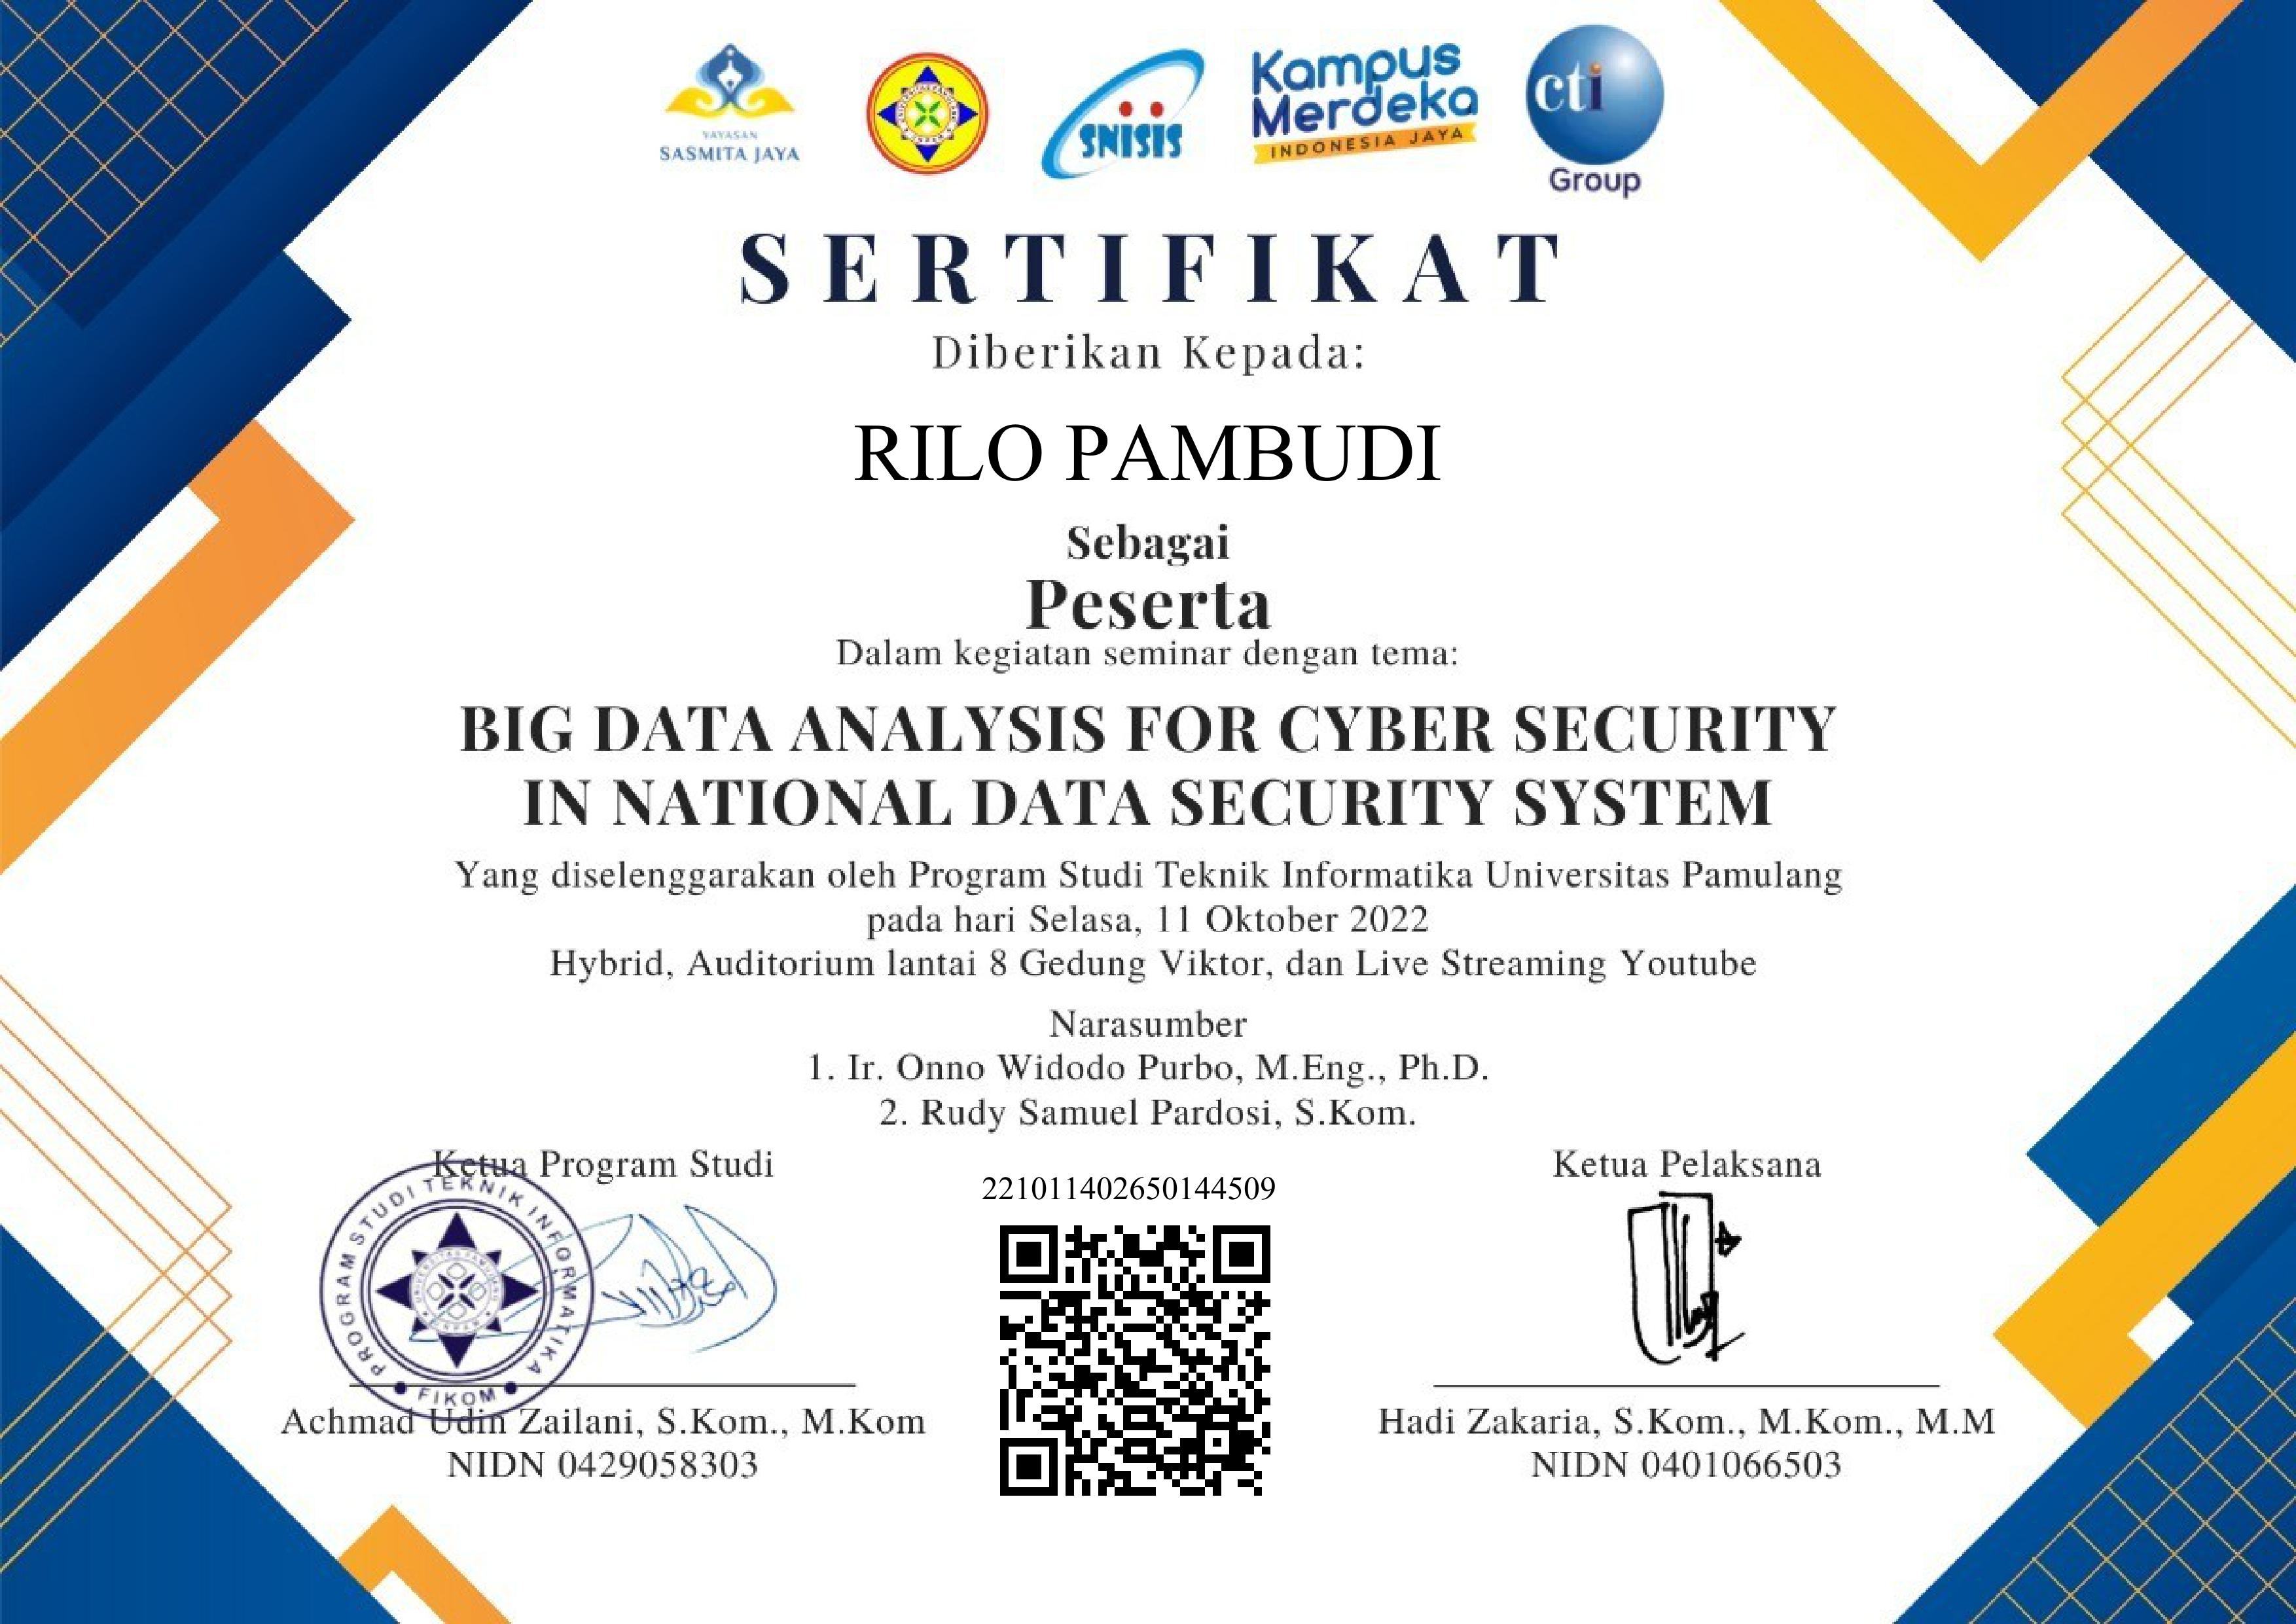 YAYASAN
SASMITA JAYA
SNISIS
Kampus
Merdeka
INDONESIA JAYA
cti
Group
SERTIFIKAT
Diberikan Kepada:
RILO PAMBUDI
Sebagai
Peserta
Dalam kegiatan seminar dengan tema:
BIG DATA ANALYSIS FOR CYBER SECURITY
IN NATIONAL DATA SECURITY SYSTEM
Yang diselenggarakan oleh Program Studi Teknik Informatika Universitas Pamulang
pada hari Selasa, 11 Oktober 2022
Hybrid, Auditorium lantai 8 Gedung Viktor, dan Live Streaming Youtube
Narasumber
1. Ir. Onno Widodo Purbo, M.Eng., Ph.D.
2. Rudy Samuel Pardosi, S.Kom.
Ketua Program Studi
PROGRAM STUDI TEKNIK INFORMATIKA
FIKOM
Achmad Udin Zailani, S.Kom., M.Kom
NIDN 0429058303
221011402650144509
Ketua Pelaksana
Hadi Zakaria, S.Kom., M.Kom., M.M
NIDN 0401066503